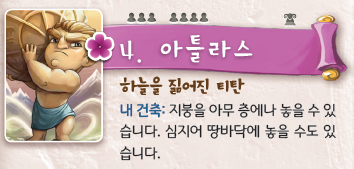 4. 아틀라스
하늘을 짊어진 티탄
내 건축: 지붕을 아무 층에나 놓을 수 있
습니다. 심지어 땅바닥에 놓을 수도 있
습니다.